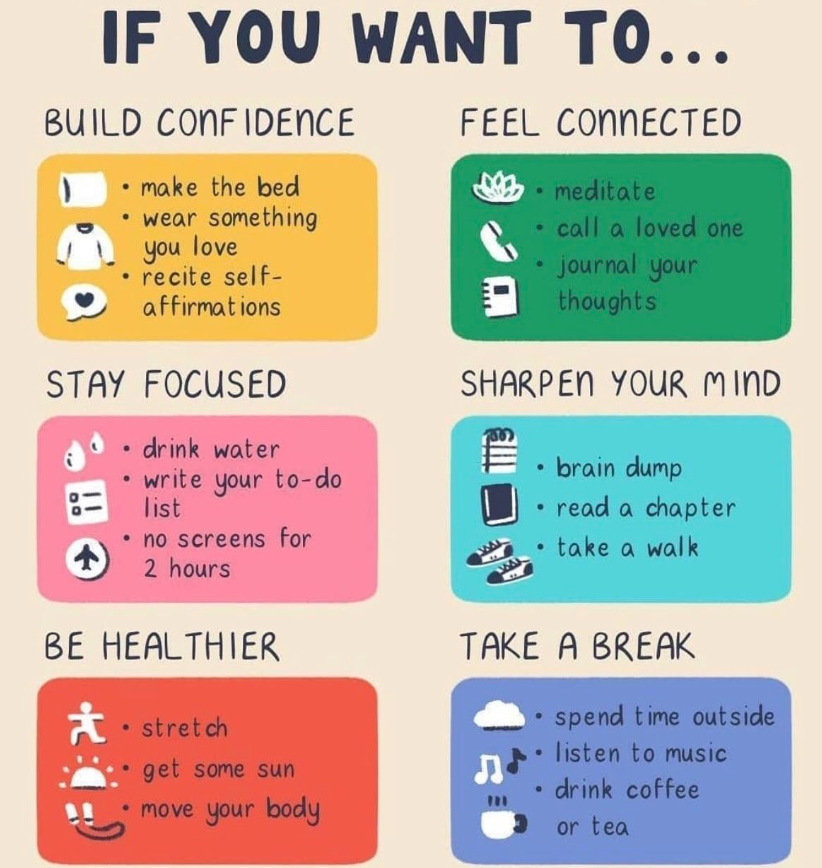 IF YOU WANT TO...
BUILD CONFIDENCE
• make the bed
• wear something
you love
• recite self-
affirmations
FEEL CONNECTED
• meditate
• call a loved one
• journal your
thoughts
STAY FOCUSED
• drink water
• write your to-do
list
• no screens for
2 hours
SHARPEN YOUR MIND
• brain dump
• read a chapter
• take a walk
BE HEALTHIER
• stretch
• get some sun
• move your body
TAKE A BREAK
• spend time outside
• listen to music
• drink coffee
or tea